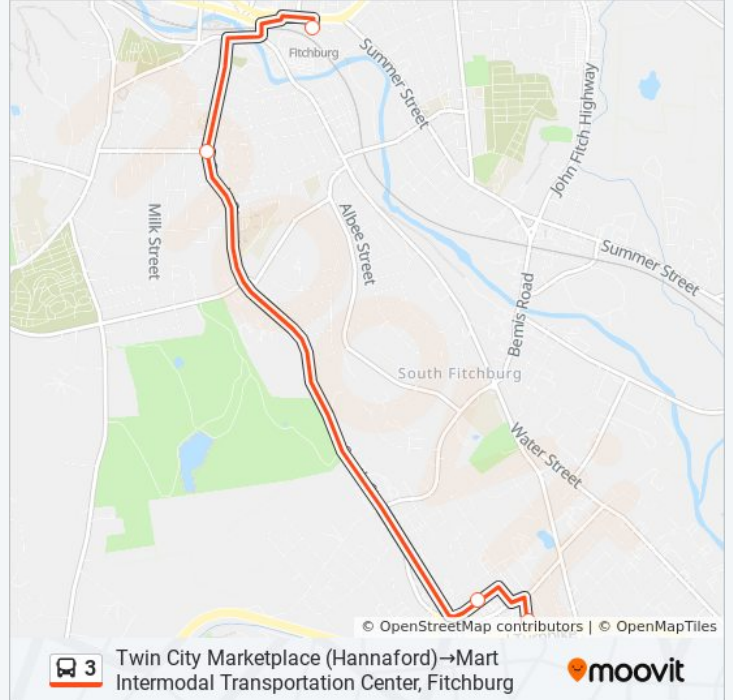 Fitchburg
Summer Street
John Fitch Highway
Milk Street
Albee Street
Summer Street
Bemis Road
South Fitchburg
Water Street
© OpenStreetMap contributors | © OpenMapTiles
3
Twin City Marketplace (Hannaford)→Mart
Intermodal Transportation Center, Fitchburg
moovit